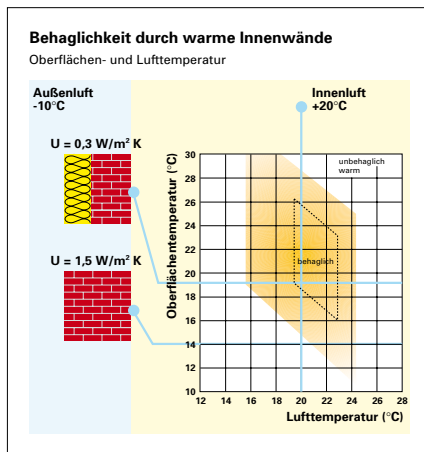 Behaglichkeit durch warme Innenwände
Oberflächen- und Lufttemperatur
Außenluft
-10°C
Innenluft
+20°C
U = 0,3 W/m² K
U = 1,5 W/m² K
Oberflächentemperatur (°C)
30
28
26
24
22
20
18
16
14
12
10
unbehaglich
warm
behaglich
12 14 16 18 20 22 24 26 28
Lufttemperatur (°C)